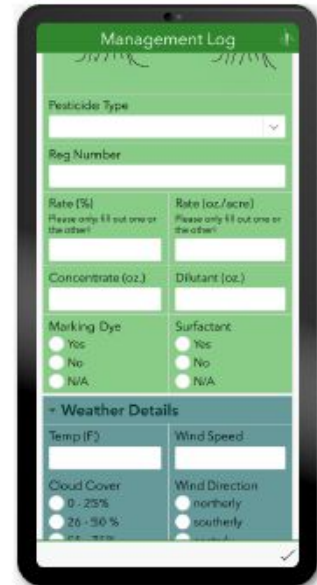 Management Log
Pesticide Type
Reg Number
Rate (%) Rate (oz./acre)
Please only fill out one or the other! Please only fill out one or the other!
Concentrate (oz.) Dilutant (oz.)
Marking Dye Surfactant
Yes Yes
No No
N/A N/A
Weather Details
Temp (F) Wind Speed
Cloud Cover Wind Direction
0 - 25% northerly
26 - 50 % southerly